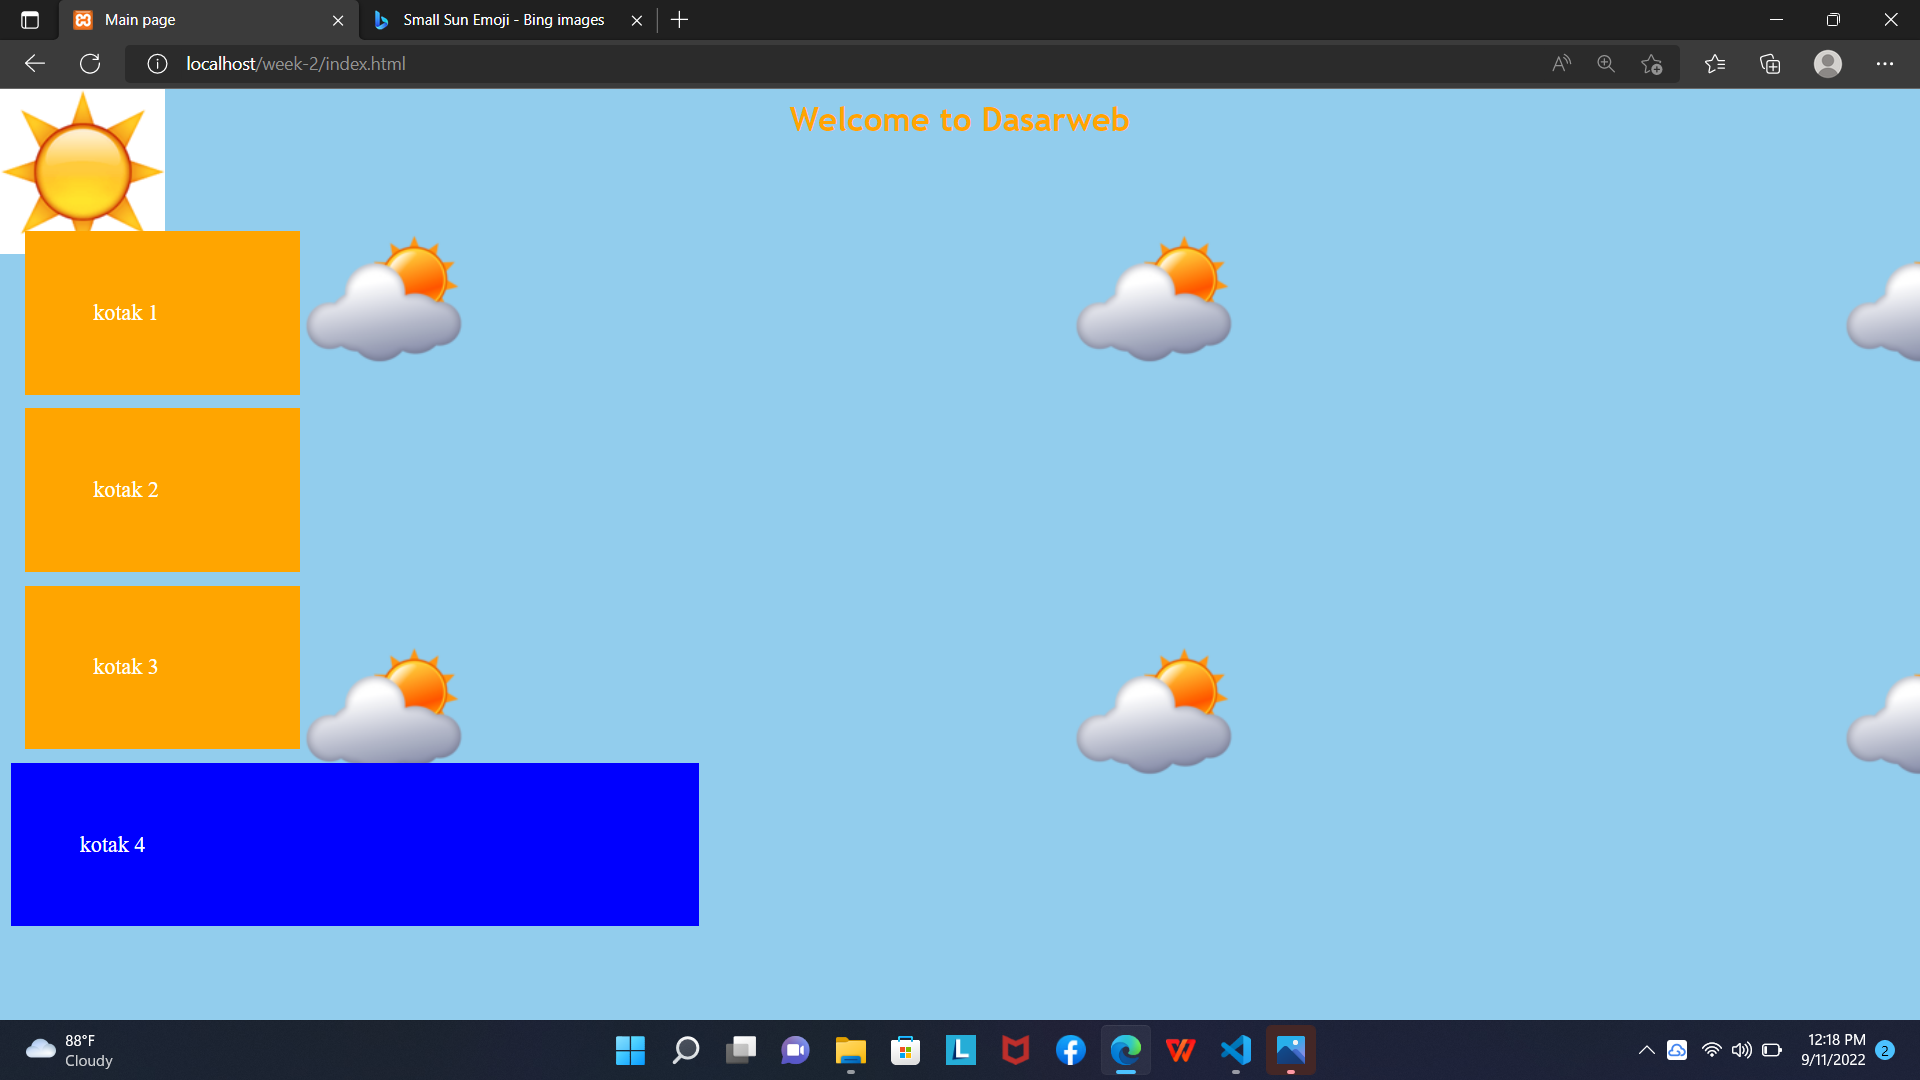 Main page
Small Sun Emoji - Bing images
localhost/week-2/index.html
Welcome to Dasarweb
kotak 1
kotak 2
kotak 3
kotak 4
88°F
Cloudy
12:18 PM
9/11/2022
2